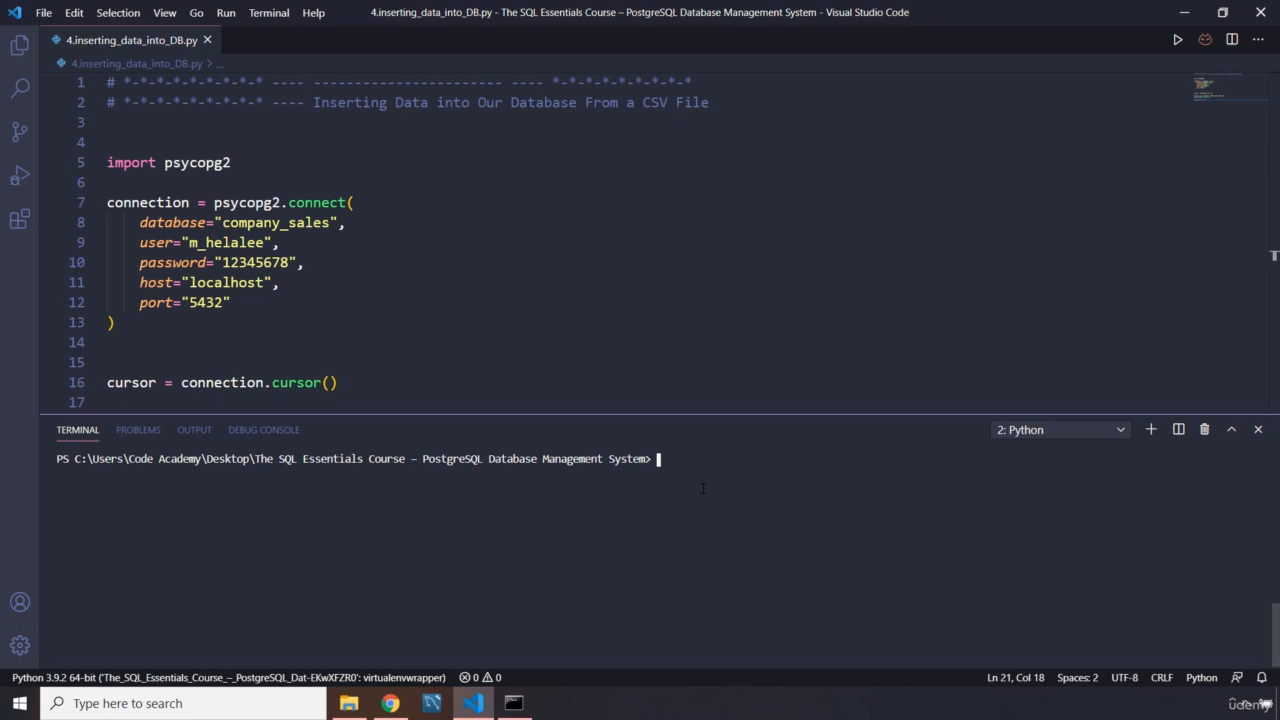 File Edit Selection View Go Run Terminal Help 4.inserting_data_into_DB.py - The SQL Essentials Course – PostgreSQL Database Management System - Visual Studio Code
4.inserting_data_into_DB.py
4.inserting_data_into_DB.py > ...
1 # *-*-*-*-*-*-*-*-* ---- ----------------------- ---- *-*-*-*-*-*-*-*-*
2 # *-*-*-*-*-*-*-*-* ---- Inserting Data into Our Database From a CSV File
3
4
5 import psycopg2
6
7 connection = psycopg2.connect(
8 database="company_sales",
9 user="m_helalee",
10 password="12345678",
11 host="localhost",
12 port="5432"
13 )
14
15
16 cursor = connection.cursor()
17
TERMINAL PROBLEMS OUTPUT DEBUG CONSOLE 2: Python
PS C:\Users\Code Academy\Desktop\The SQL Essentials Course – PostgreSQL Database Management System>
Python 3.9.2 64-bit ('The_SQL_Essentials_Course_–_PostgreSQL_Dat-EKwXFZR0': virtualenvwrapper) 0 0 Ln 21, Col 18 Spaces: 2 UTF-8 CRLF Python
Type here to search
udemy